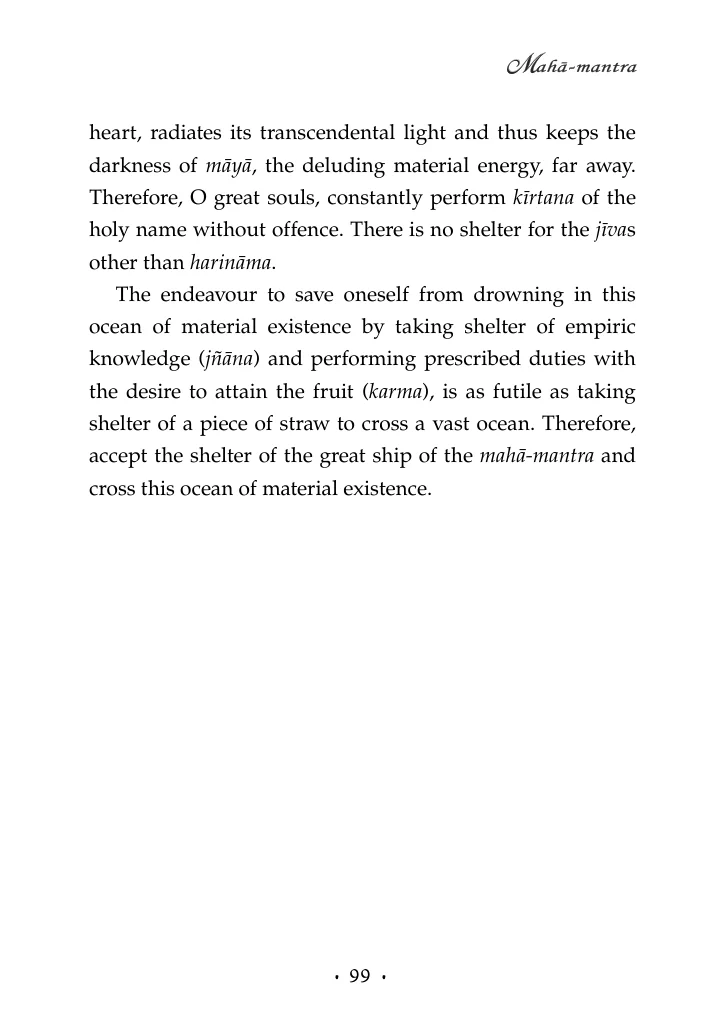 Mahā-mantra
heart, radiates its transcendental light and thus keeps the
darkness of māyā, the deluding material energy, far away.
Therefore, O great souls, constantly perform kīrtana of the
holy name without offence. There is no shelter for the jīvas
other than harināma.
The endeavour to save oneself from drowning in this
ocean of material existence by taking shelter of empiric
knowledge (jñāna) and performing prescribed duties with
the desire to attain the fruit (karma), is as futile as taking
shelter of a piece of straw to cross a vast ocean. Therefore,
accept the shelter of the great ship of the mahā-mantra and
cross this ocean of material existence.
• 99 •